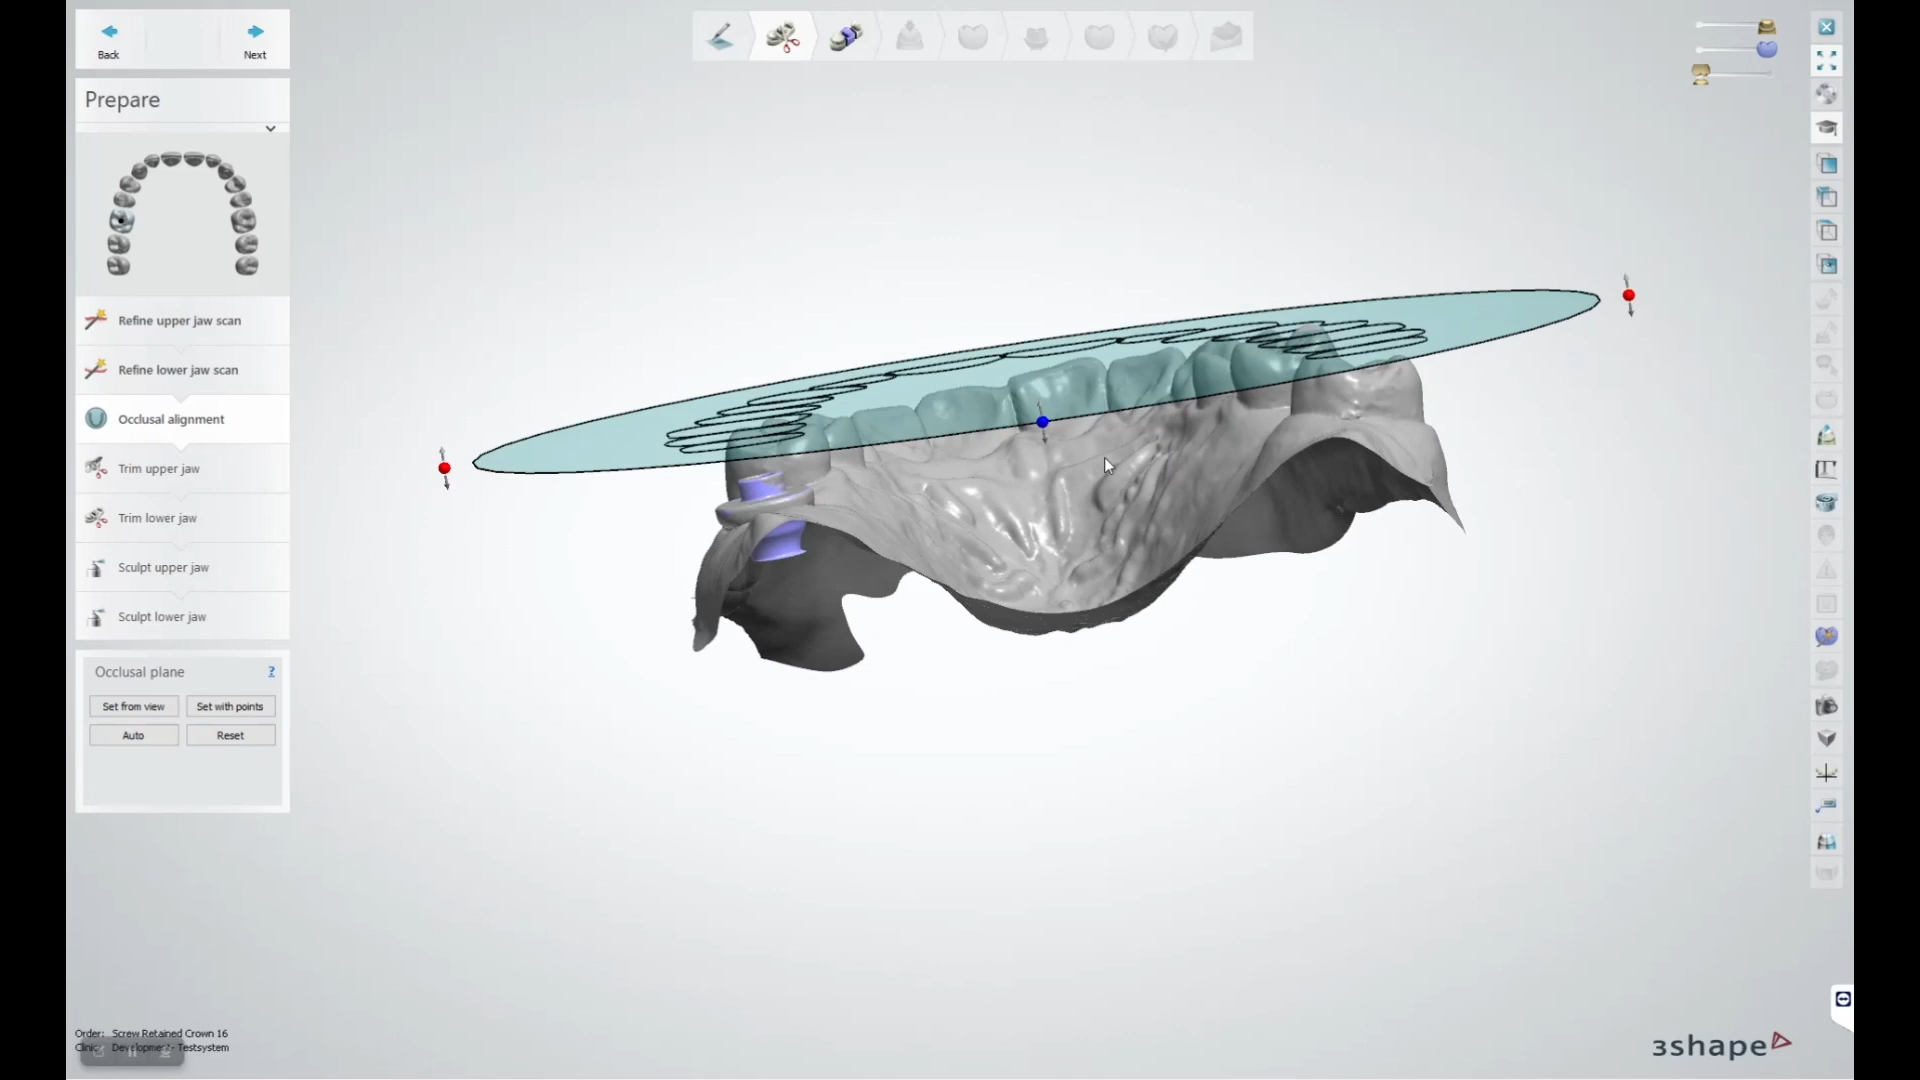 Back
Next
Prepare
Refine upper jaw scan
Refine lower jaw scan
Occlusal alignment
Trim upper jaw
Trim lower jaw
Sculpt upper jaw
Sculpt lower jaw
Occlusal plane ?
Set from view
Set with points
Auto
Reset
Order: Screw Retained Crown 16
Clinic: Development - Testsystem
3shape